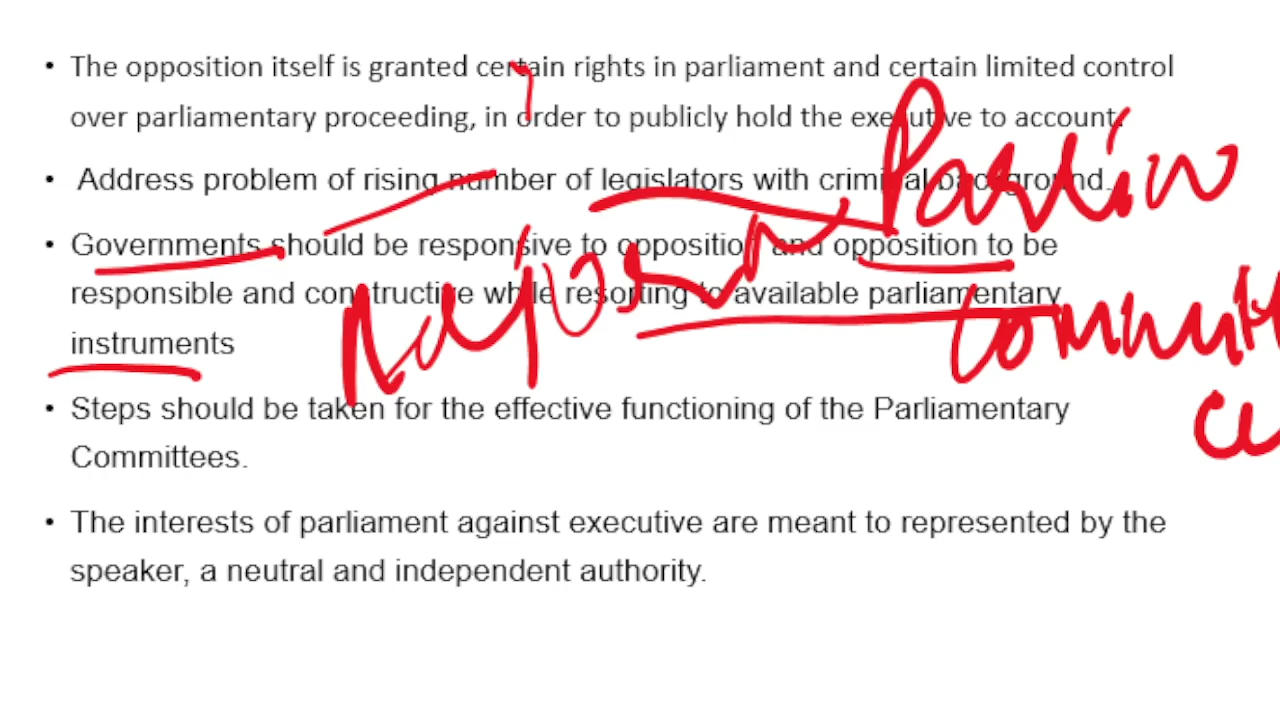 • The opposition itself is granted certain rights in parliament and certain limited control
over parliamentary proceeding, in order to publicly hold the executive to account.
• Address problem of rising number of legislators with criminal background.
• Governments should be responsive to opposition and opposition to be
responsible and constructive while resorting to available parliamentary
instruments
• Steps should be taken for the effective functioning of the Parliamentary
Committees.
• The interests of parliament against executive are meant to represented by the
speaker, a neutral and independent authority.